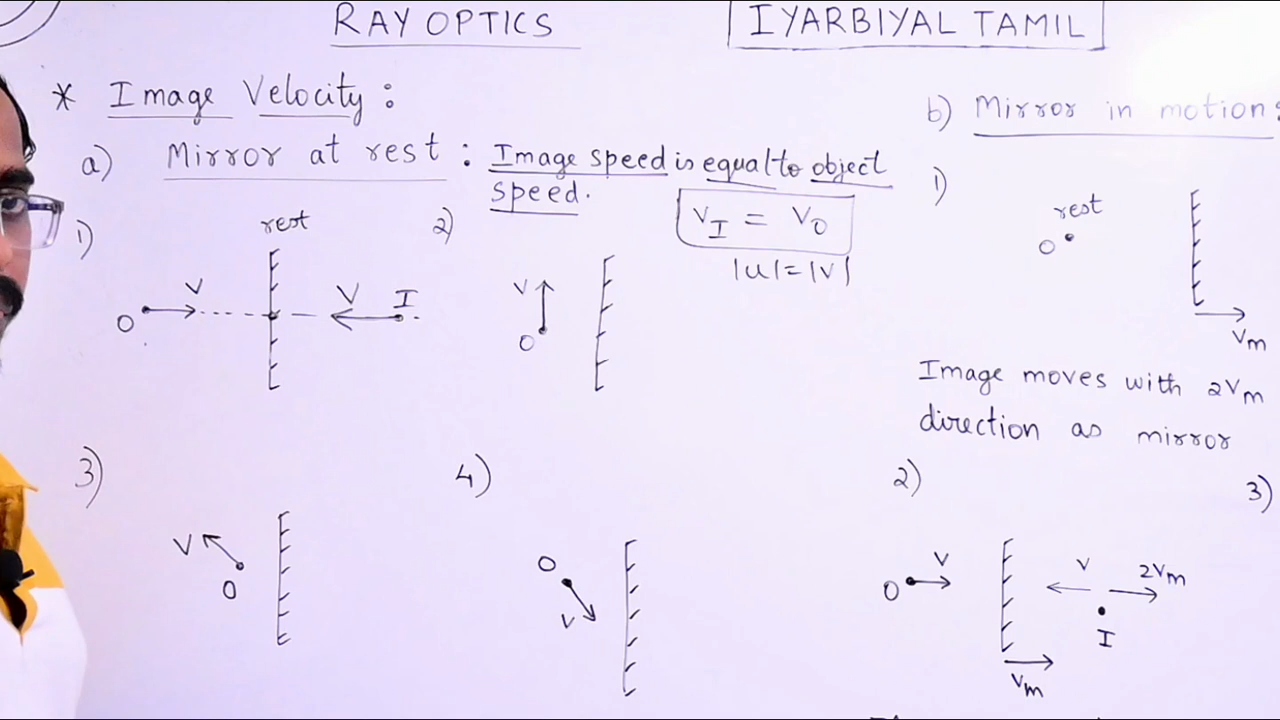 RAY OPTICS
IYARBIYAL TAMIL
* Image Velocity :
a) Mirror at rest : Image speed is equal to object
speed.
V_I = V_O
|u|=|v|
1)
rest
O
V
V
I
2)
V
O
3)
V
O
4)
O
V
b) Mirror in motion :
1)
rest
O
Vm
Image moves with 2Vm
direction as mirror
2)
O
V
V
2Vm
I
Vm
3)